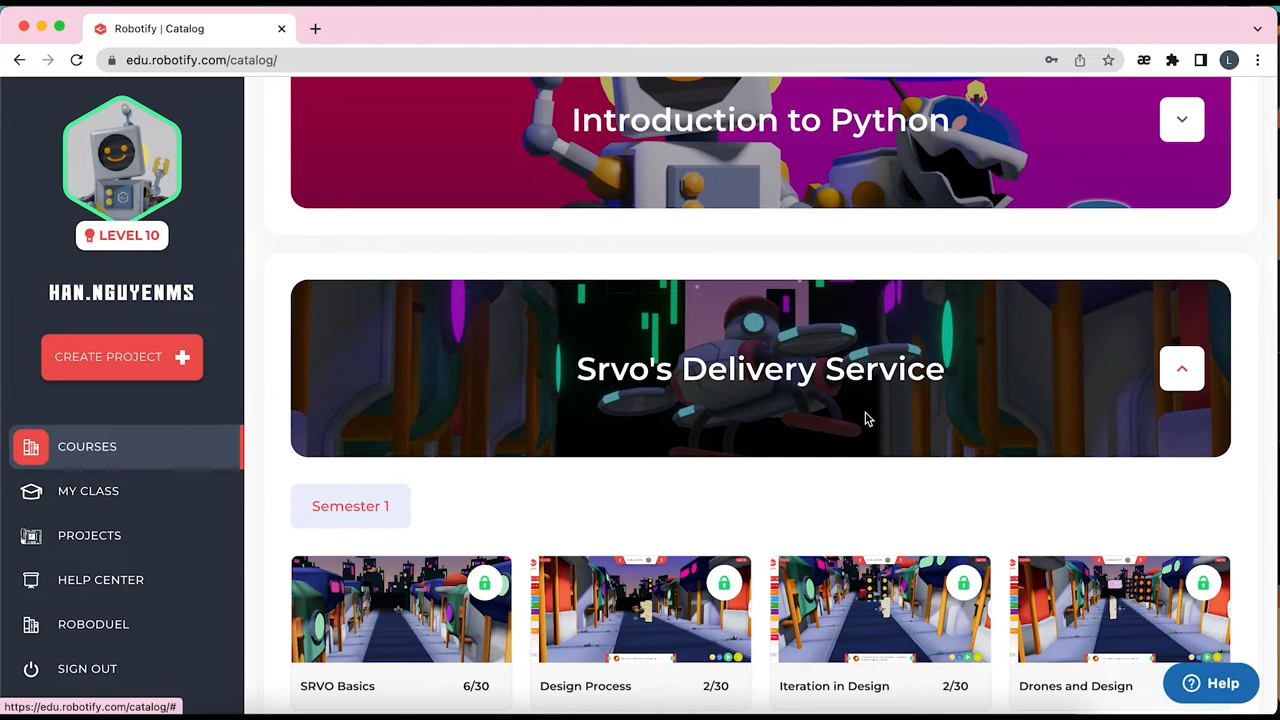 Robotify | Catalog
edu.robotify.com/catalog/
æ
L
LEVEL 10
HAN.NGUYENMS
CREATE PROJECT
COURSES
MY CLASS
PROJECTS
HELP CENTER
ROBODUEL
SIGN OUT
https://edu.robotify.com/catalog/#
Introduction to Python
Srvo's Delivery Service
Semester 1
SRVO Basics 6/30
Design Process 2/30
Iteration in Design 2/30
Drones and Design
Help